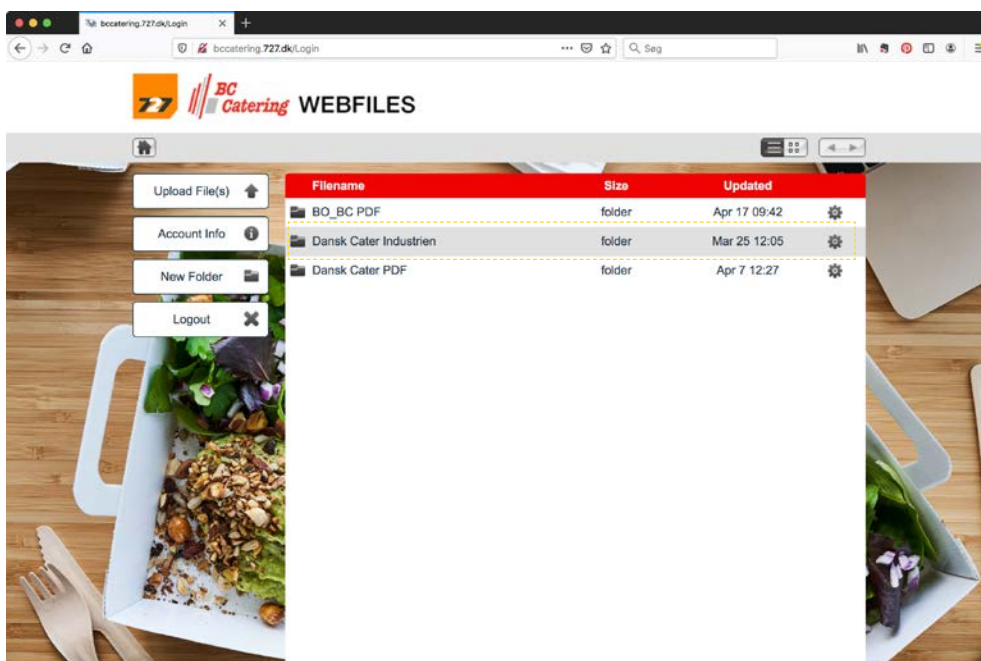 bccatering.727.dk/Login
bccatering.727.dk/Login
Søg
727 BC Catering WEBFILES
Upload File(s)
Account Info
New Folder
Logout
Filename Size Updated
BO_BC PDF folder Apr 17 09:42
Dansk Cater Industrien folder Mar 25 12:05
Dansk Cater PDF folder Apr 7 12:27